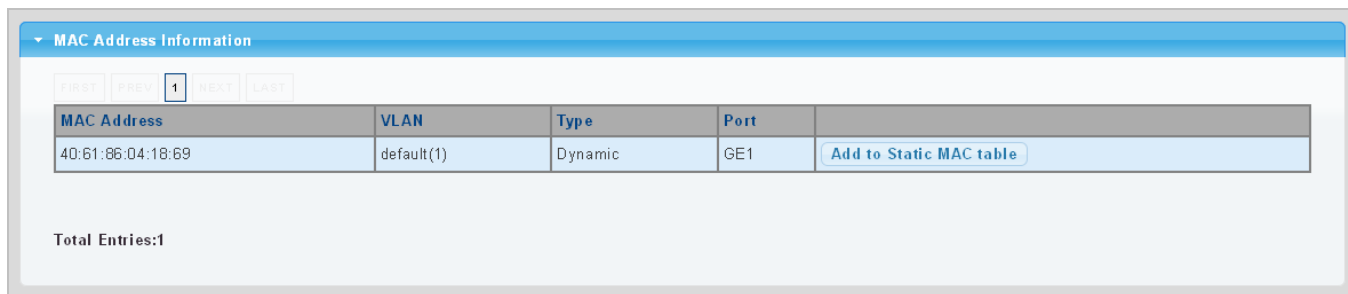 MAC Address Information
FIRST PREV 1 NEXT LAST
MAC Address VLAN Type Port
40:61:86:04:18:69 default(1) Dynamic GE1 Add to Static MAC table
Total Entries:1